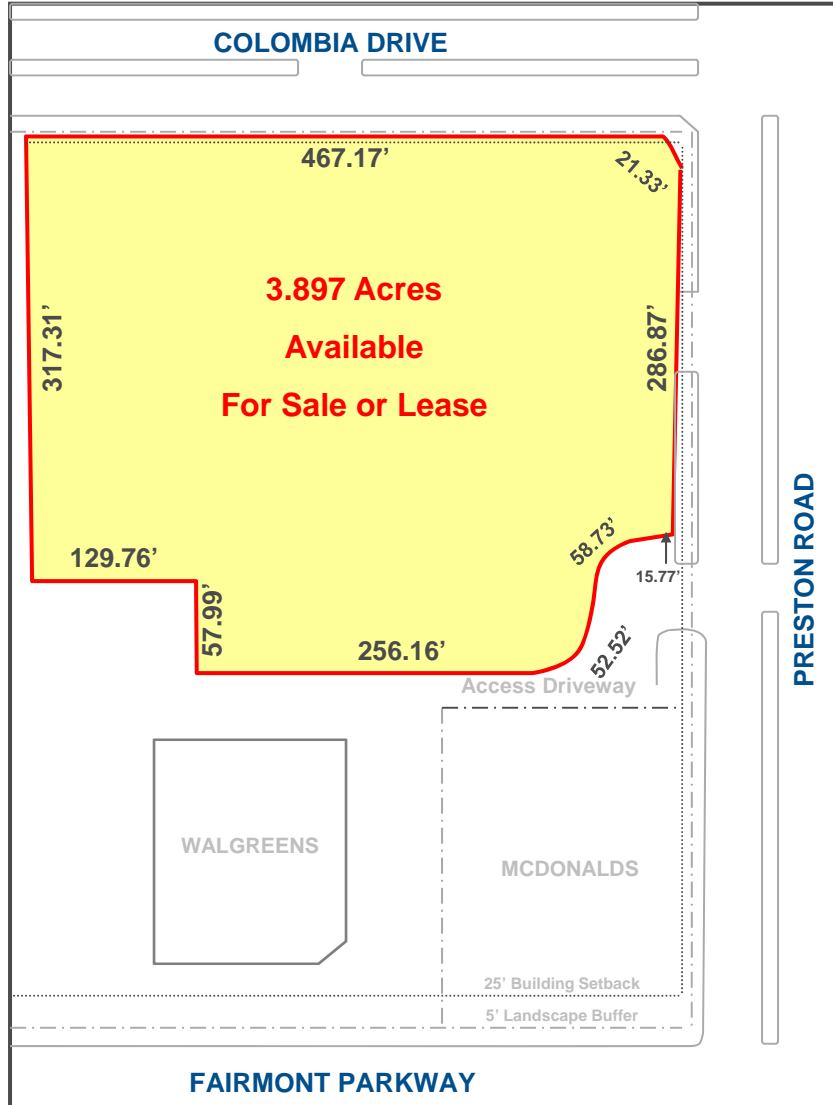 COLOMBIA DRIVE
467.17’
21.33’
3.897 Acres
Available
For Sale or Lease
317.31’
286.87’
129.76’
57.99’
256.16’
58.73’
15.77’
52.52’
PRESTON ROAD
Access Driveway
WALGREENS
MCDONALDS
25’ Building Setback
5’ Landscape Buffer
FAIRMONT PARKWAY